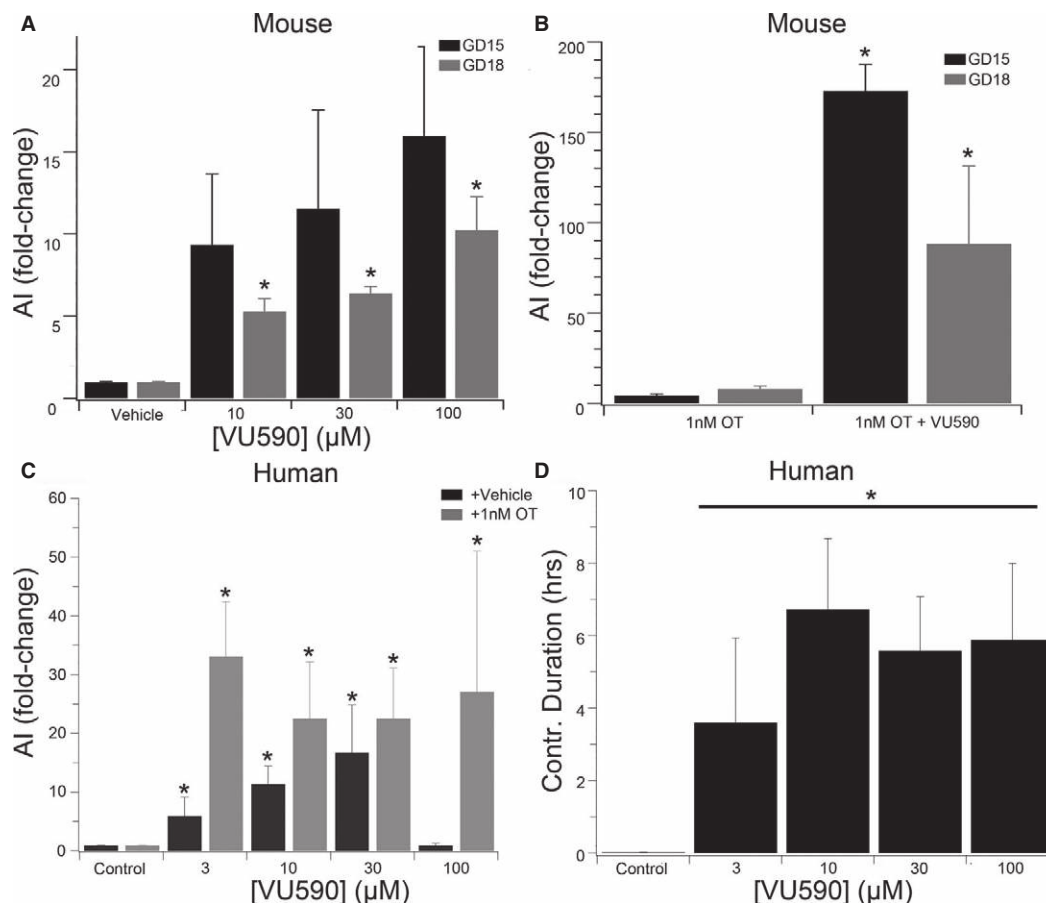 A
Mouse
GD15
GD18
AI (fold-change)
20
15
10
5
0
*
*
*
Vehicle
10
30
100
[VU590] (µM)
B
Mouse
GD15
GD18
AI (fold-change)
200
150
100
50
0
*
*
1nM OT
1nM OT + VU590
C
Human
+Vehicle
+1nM OT
AI (fold-change)
60
50
40
30
20
10
0
*
*
*
*
*
*
*
Control
3
10
30
100
[VU590] (µM)
D
Human
*
Contr. Duration (hrs)
10
8
6
4
2
0
Control
3
10
30
100
[VU590] (µM)